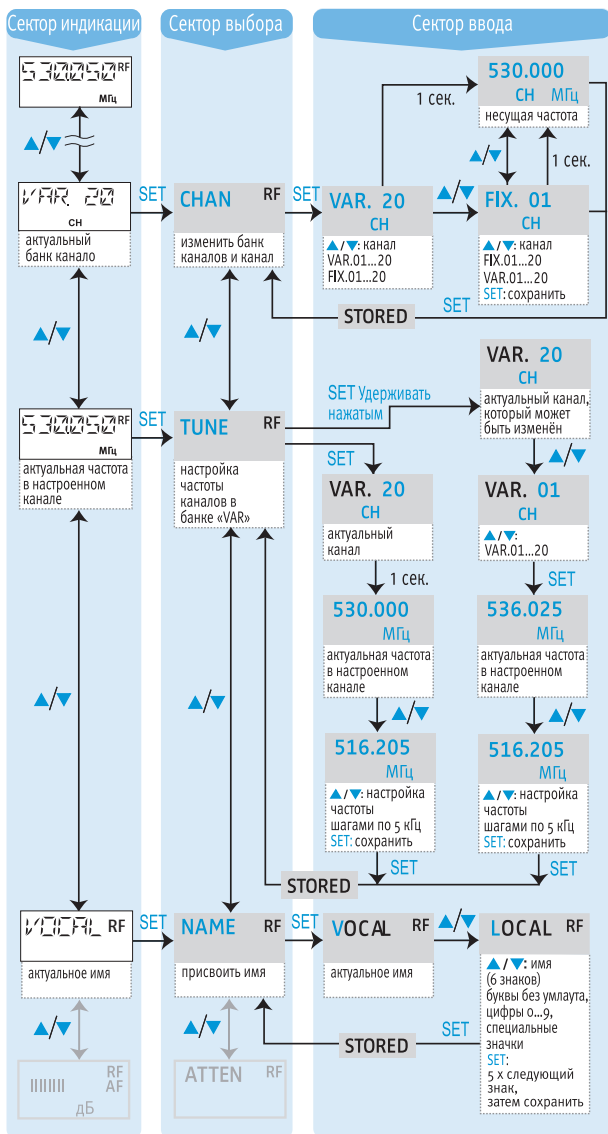 Сектор индикации
Сектор выбора
Сектор ввода
530.050 RF
МГц
▲/▼
1 сек.
530.000
CH МГц
несущая частота
▲/▼
1 сек.
VAR. 20
CH
актуальный
банк канало
SET
CHAN RF
изменить банк
каналов и канал
SET
VAR. 20
CH
▲/▼: канал
VAR.01...20
FIX.01...20
▲/▼
FIX. 01
CH
▲/▼: канал
FIX.01...20
VAR.01...20
SET: сохранить
SET
STORED
▲/▼
▲/▼
530.050 RF
МГц
актуальная частота
в настроенном
канале
SET
TUNE RF
настройка
частоты
каналов в
банке «VAR»
SET Удерживать
нажатым
VAR. 20
CH
актуальный канал,
который может
быть изменён
▲/▼
SET
VAR. 20
CH
актуальный
канал
1 сек.
VAR. 01
CH
▲/▼:
VAR.01...20
SET
530.000
МГц
актуальная частота
в настроенном
канале
▲/▼
536.025
МГц
актуальная частота
в настроенном
канале
▲/▼
▲/▼
▲/▼
516.205
МГц
▲/▼: настройка
частоты
шагами по 5 кГц
SET: сохранить
SET
516.205
МГц
▲/▼: настройка
частоты
шагами по 5 кГц
SET: сохранить
SET
STORED
VOCAL RF
актуальное имя
SET
NAME RF
присвоить имя
SET
VOCAL RF
актуальное имя
▲/▼
LOCAL RF
▲/▼: имя
(6 знаков)
буквы без умлаута,
цифры 0...9,
специальные
значки
SET:
5 x следующий
знак,
затем сохранить
SET
STORED
▲/▼
▲/▼
RF
AF
дБ
ATTEN RF